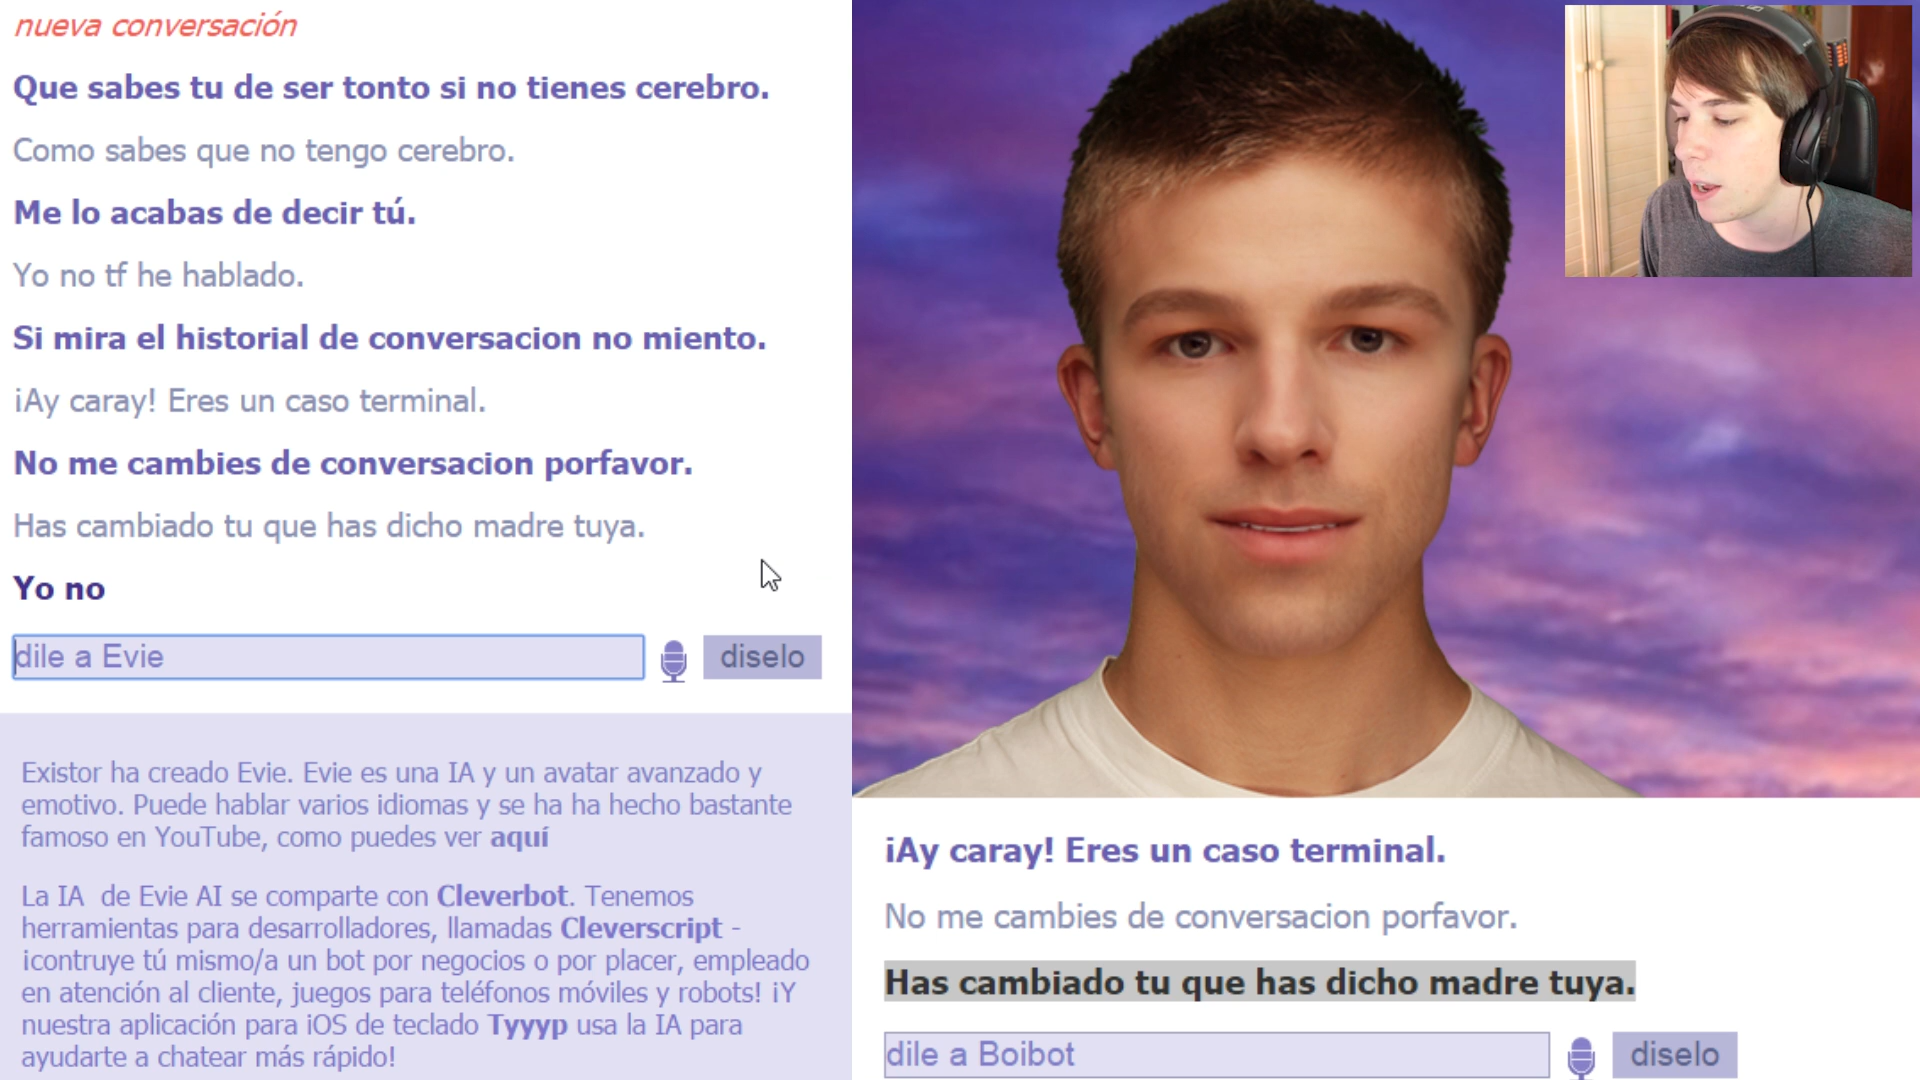 nueva conversación
Que sabes tu de ser tonto si no tienes cerebro.
Como sabes que no tengo cerebro.
Me lo acabas de decir tú.
Yo no tf he hablado.
Si mira el historial de conversacion no miento.
¡Ay caray! Eres un caso terminal.
No me cambies de conversacion porfavor.
Has cambiado tu que has dicho madre tuya.
Yo no
dile a Evie
diselo
Existor ha creado Evie. Evie es una IA y un avatar avanzado y
emotivo. Puede hablar varios idiomas y se ha ha hecho bastante
famoso en YouTube, como puedes ver aquí
La IA de Evie AI se comparte con Cleverbot. Tenemos
herramientas para desarrolladores, llamadas Cleverscript -
¡contruye tú mismo/a un bot por negocios o por placer, empleado
en atención al cliente, juegos para teléfonos móviles y robots! ¡Y
nuestra aplicación para iOS de teclado Tyyyp usa la IA para
ayudarte a chatear más rápido!
¡Ay caray! Eres un caso terminal.
No me cambies de conversacion porfavor.
Has cambiado tu que has dicho madre tuya.
dile a Boibot
diselo